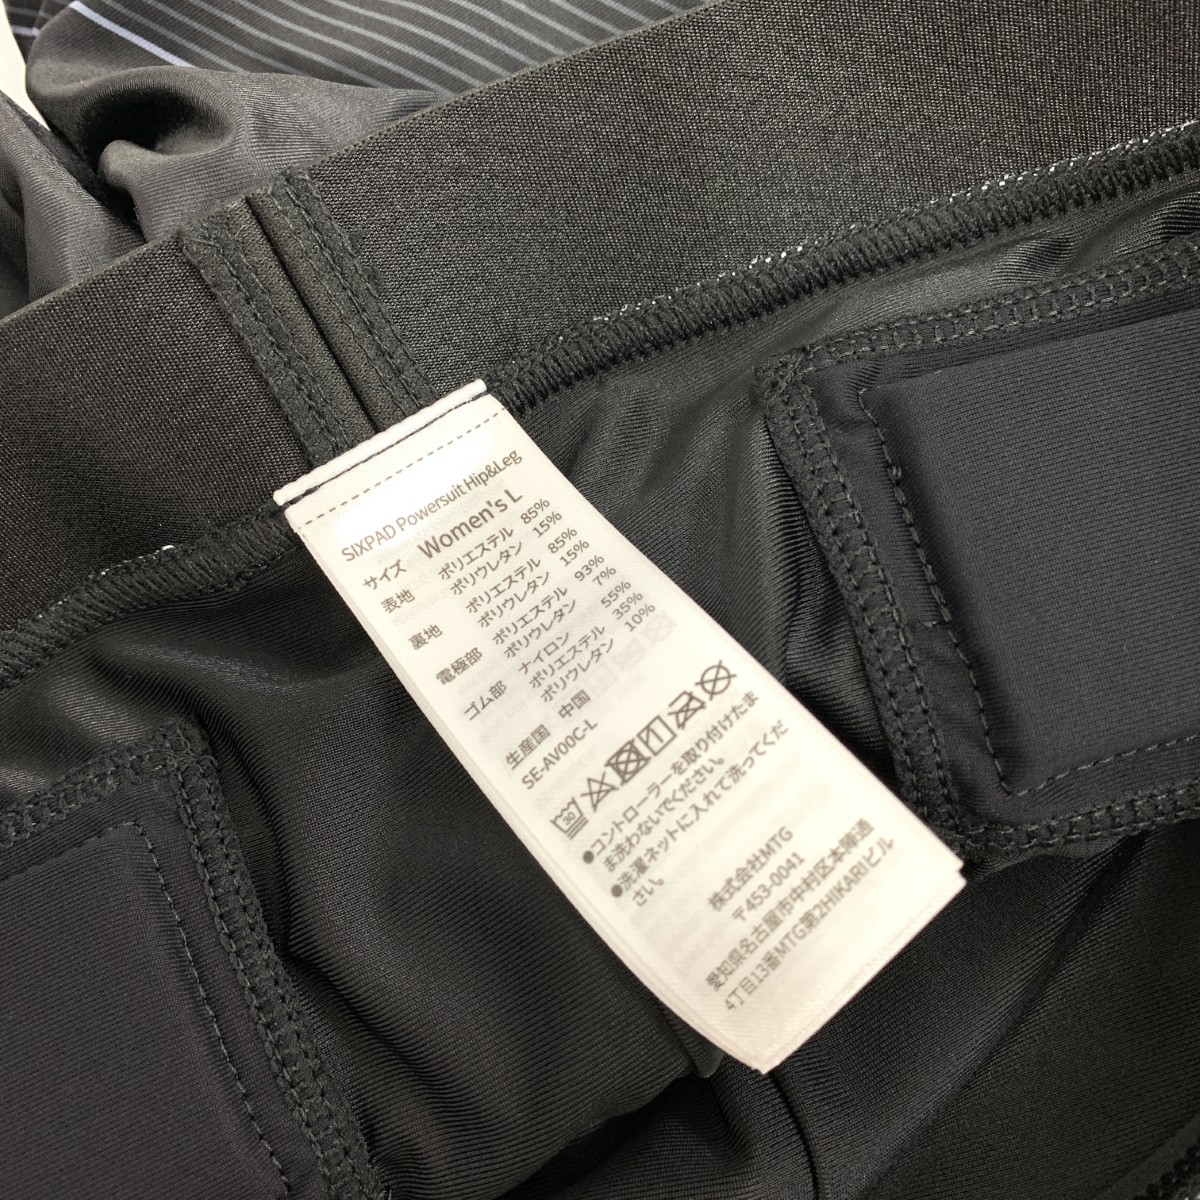 SIXPAD Powersuit Hip&Leg
サイズ Women's L
表地 ポリエステル 85%
ポリウレタン 15%
裏地 ポリエステル 85%
ポリウレタン 15%
電極部 ポリエステル 93%
ポリウレタン 7%
ゴム部 ナイロン 55%
ポリエステル 35%
ポリウレタン 10%
生産国 中国
SE-AV00C-L
30
●コントローラーを取り付けたま
ま洗わないでください。
●洗濯ネットに入れて洗ってくだ
さい。
株式会社MTG
〒453-0041
愛知県名古屋市中村区本陣通
4丁目13番MTG第2HIKARIビル